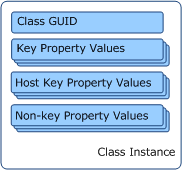 Class GUID
Key Property Values
Host Key Property Values
Non-key Property Values
Class Instance